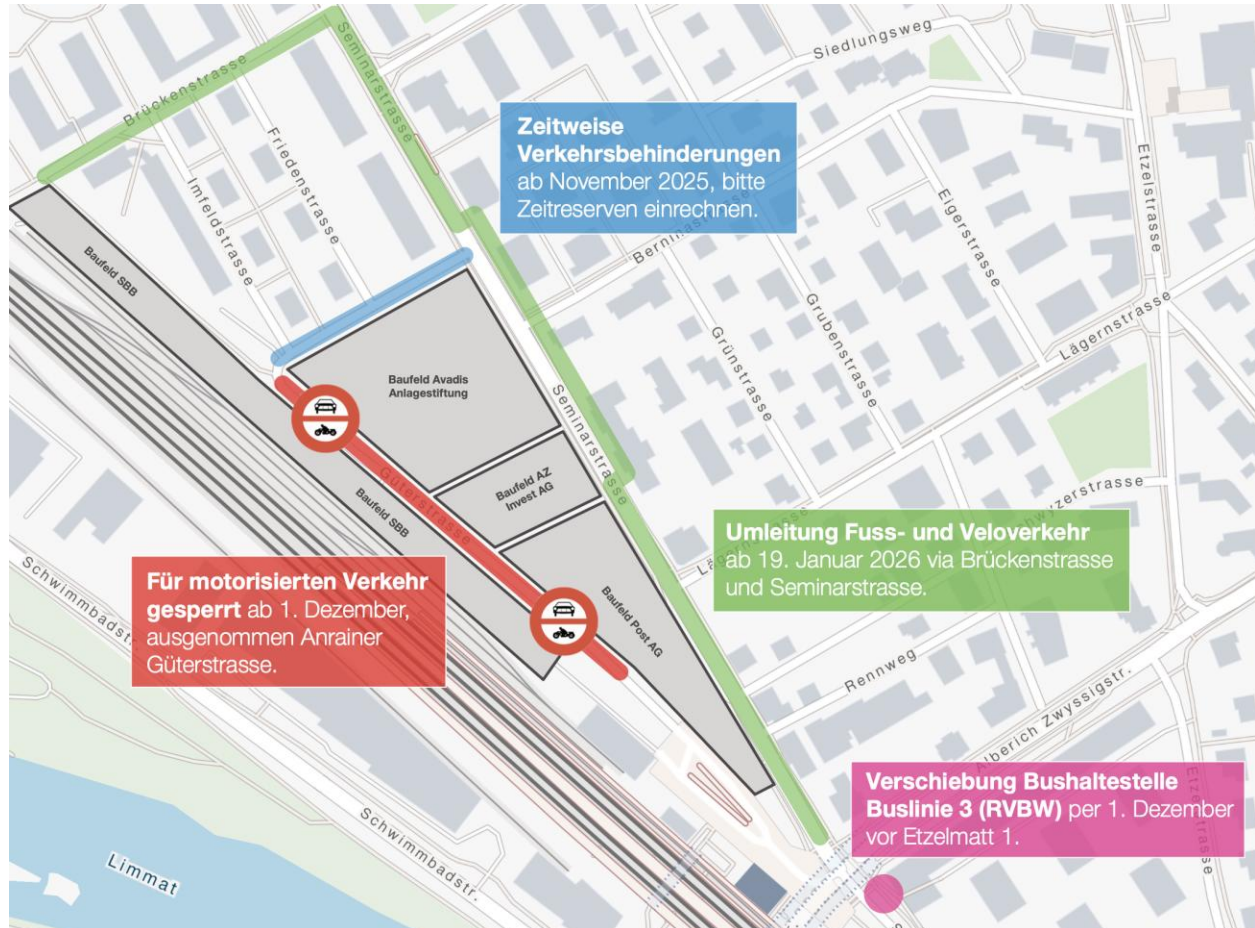 Brückenstrasse
Seminarstrasse
Siedlungsweg
Friedenstrasse
Imfeldstrasse
Zeitweise
Verkehrsbehinderungen
ab November 2025, bitte
Zeitreserven einrechnen.
Etzelstrasse
Eigerstrasse
Berninastrasse
Baufeld SBB
Grubenstrasse
Grünstrasse
Lägernstrasse
Baufeld Avadis
Anlagestiftung
Seminarstrasse
Güterstrasse
Baufeld AZ
Invest AG
Baufeld SBB
Schwyzerstrasse
Lägernstrasse
Umleitung Fuss- und Veloverkehr
ab 19. Januar 2026 via Brückenstrasse
und Seminarstrasse.
Für motorisierten Verkehr
gesperrt ab 1. Dezember,
ausgenommen Anrainer
Güterstrasse.
Schwimmbadstr.
Baufeld Post AG
Rennweg
Alberich Zwyssigstr.
Verschiebung Bushaltestelle
Buslinie 3 (RVBW) per 1. Dezember
vor Etzelmatt 1.
Etzelstrasse
Schwimmbadstr.
Limmat